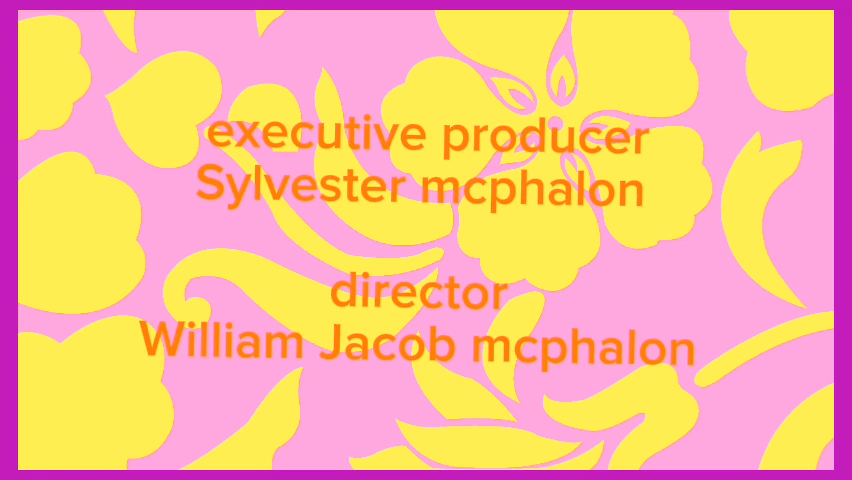 executive producer
Sylvester mcphalon
director
William Jacob mcphalon